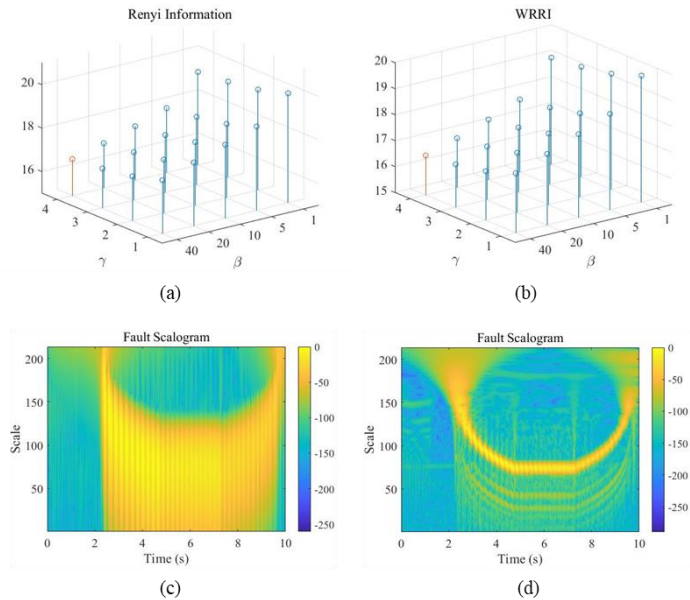 Renyi Information
20
18
16
4
3
2
1
γ
40
20
10
5
1
β
(a)
WRRI
20
19
18
17
16
15
4
3
2
1
γ
40
20
10
5
1
β
(b)
Fault Scalogram
200
150
100
50
Scale
0 2 4 6 8 10
Time (s)
0
-50
-100
-150
-200
-250
(c)
Fault Scalogram
200
150
100
50
Scale
0 2 4 6 8 10
Time (s)
0
-50
-100
-150
-200
-250
(d)